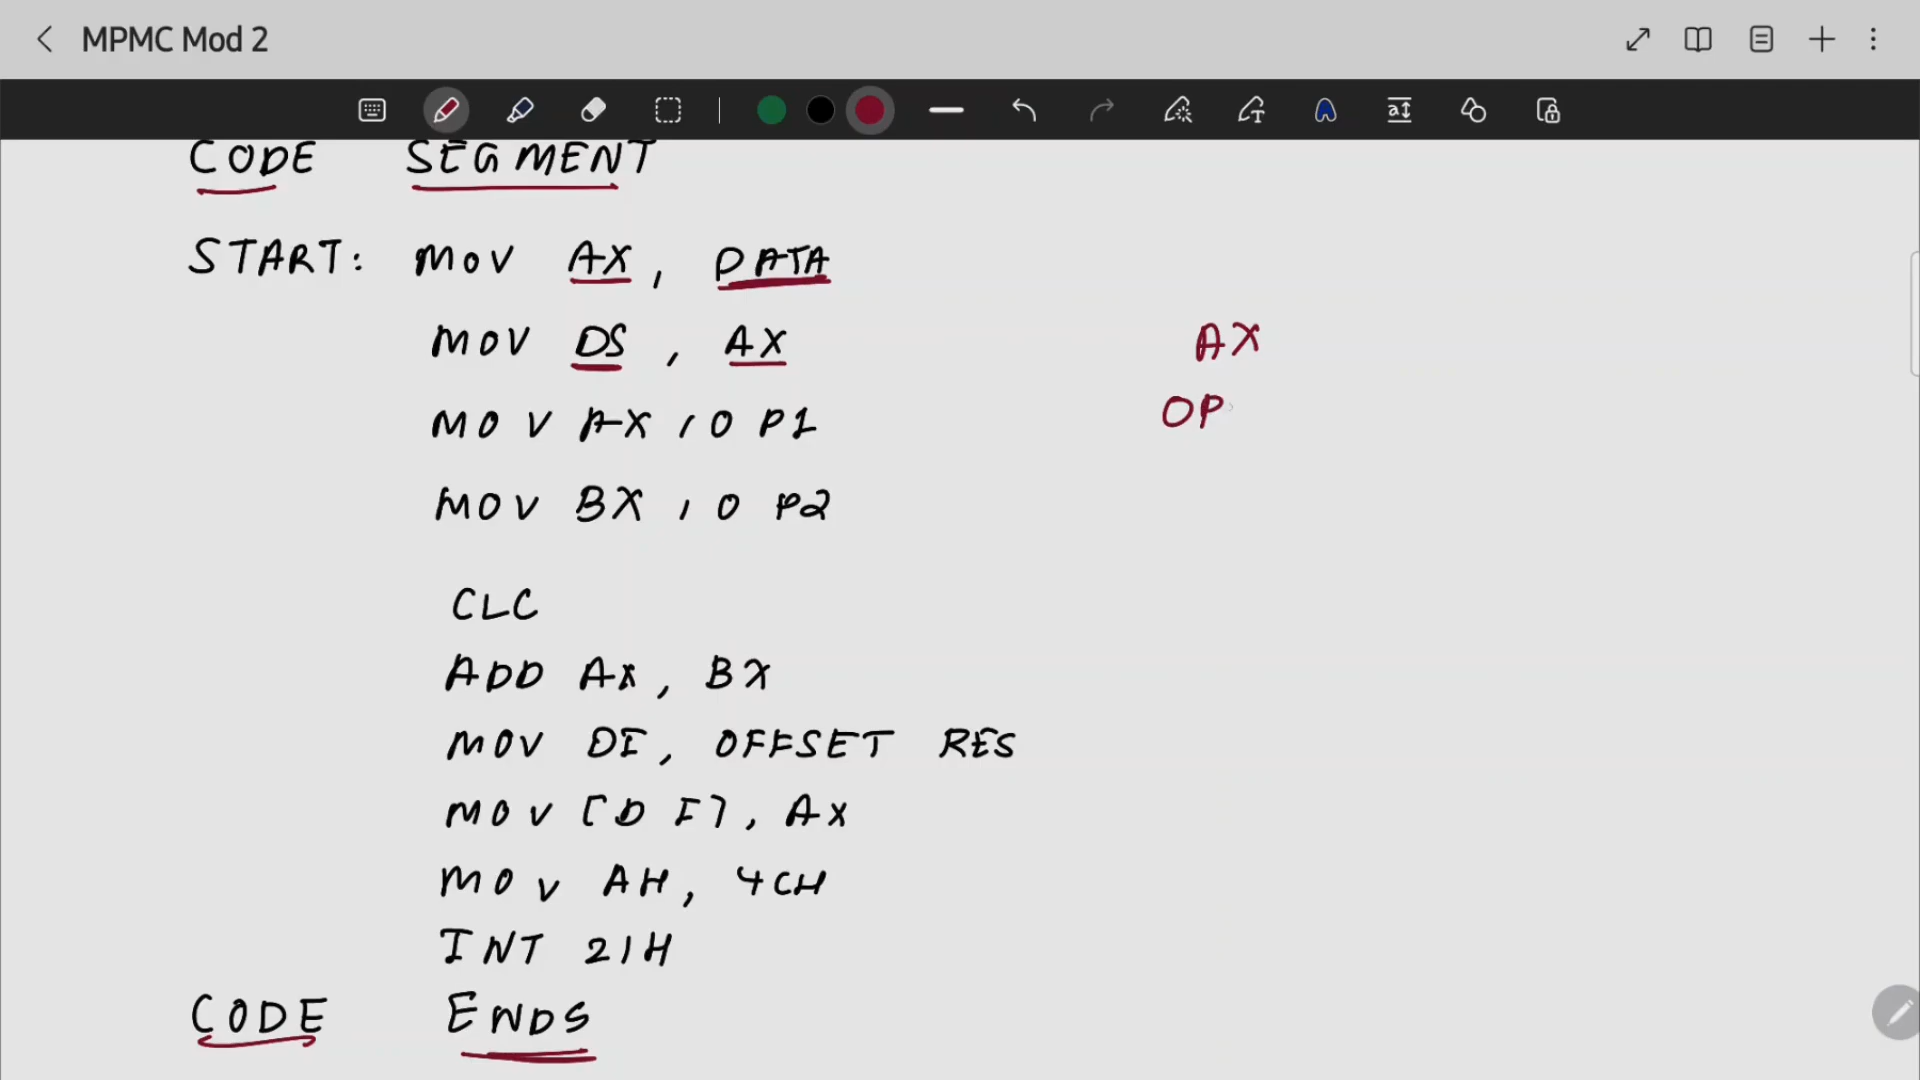 MPMC Mod 2
CODE SEGMENT
START: MOV AX, DATA
MOV DS, AX
AX
MOV AX, OP1
OP
MOV BX, OP2
CLC
ADD AX, BX
MOV DI, OFFSET RES
MOV [DI], AX
MOV AH, 4CH
INT 21H
CODE ENDS